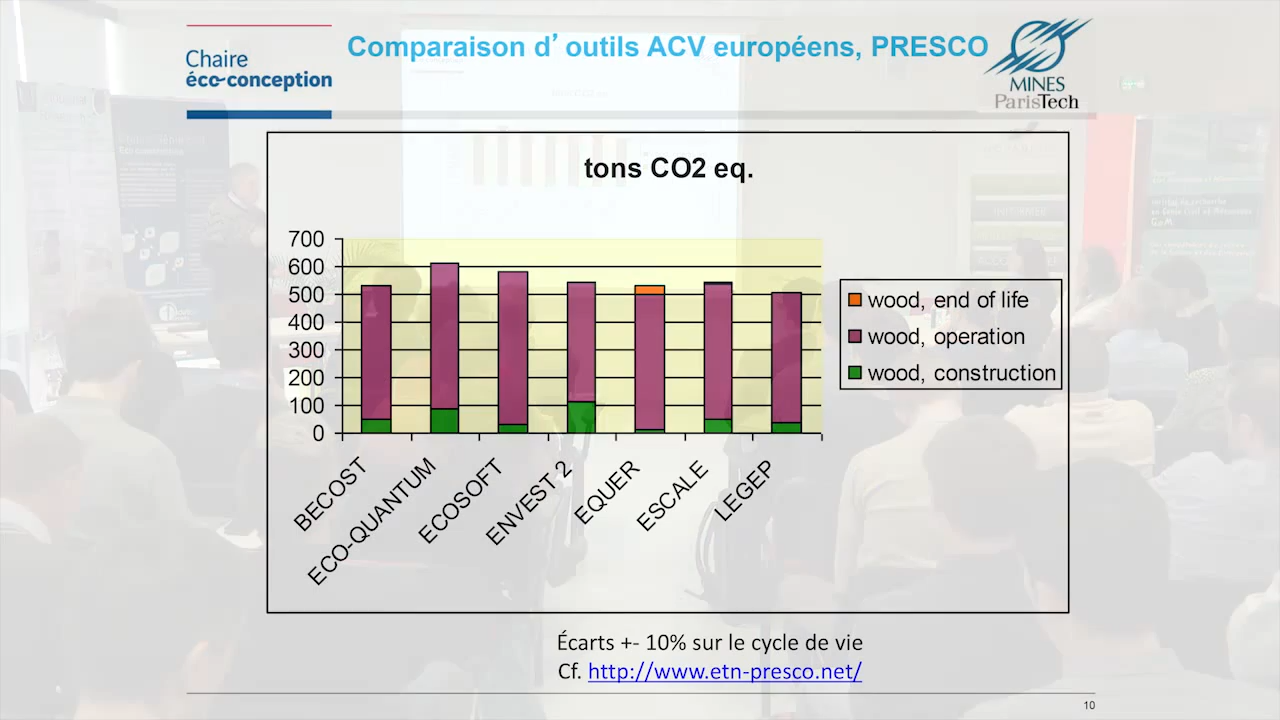 Chaire
éco-conception
Comparaison d’ outils ACV européens, PRESCO
MINES
ParisTech
tons CO2 eq.
700
600
500
400
300
200
100
0
BECOST
ECO-QUANTUM
ECOSOFT
ENVEST 2
EQUER
ESCALE
LEGEP
wood, end of life
wood, operation
wood, construction
Écarts +- 10% sur le cycle de vie
Cf. http://www.etn-presco.net/
10